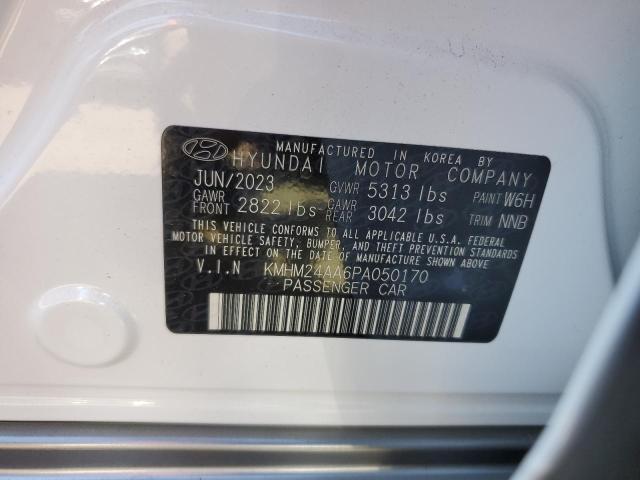 MANUFACTURED IN KOREA BY
HYUNDAI MOTOR COMPANY
JUN/2023 GVWR 5313 lbs PAINT W6H
GAWR FRONT 2822 lbs GAWR REAR 3042 lbs TRIM NNB
THIS VEHICLE CONFORMS TO ALL APPLICABLE U.S.A. FEDERAL
MOTOR VEHICLE SAFETY, BUMPER, AND THEFT PREVENTION STANDARDS
IN EFFECT ON THE DATE OF MANUFACTURE SHOWN ABOVE.
V.I.N KMHM24AA6PA050170
PASSENGER CAR